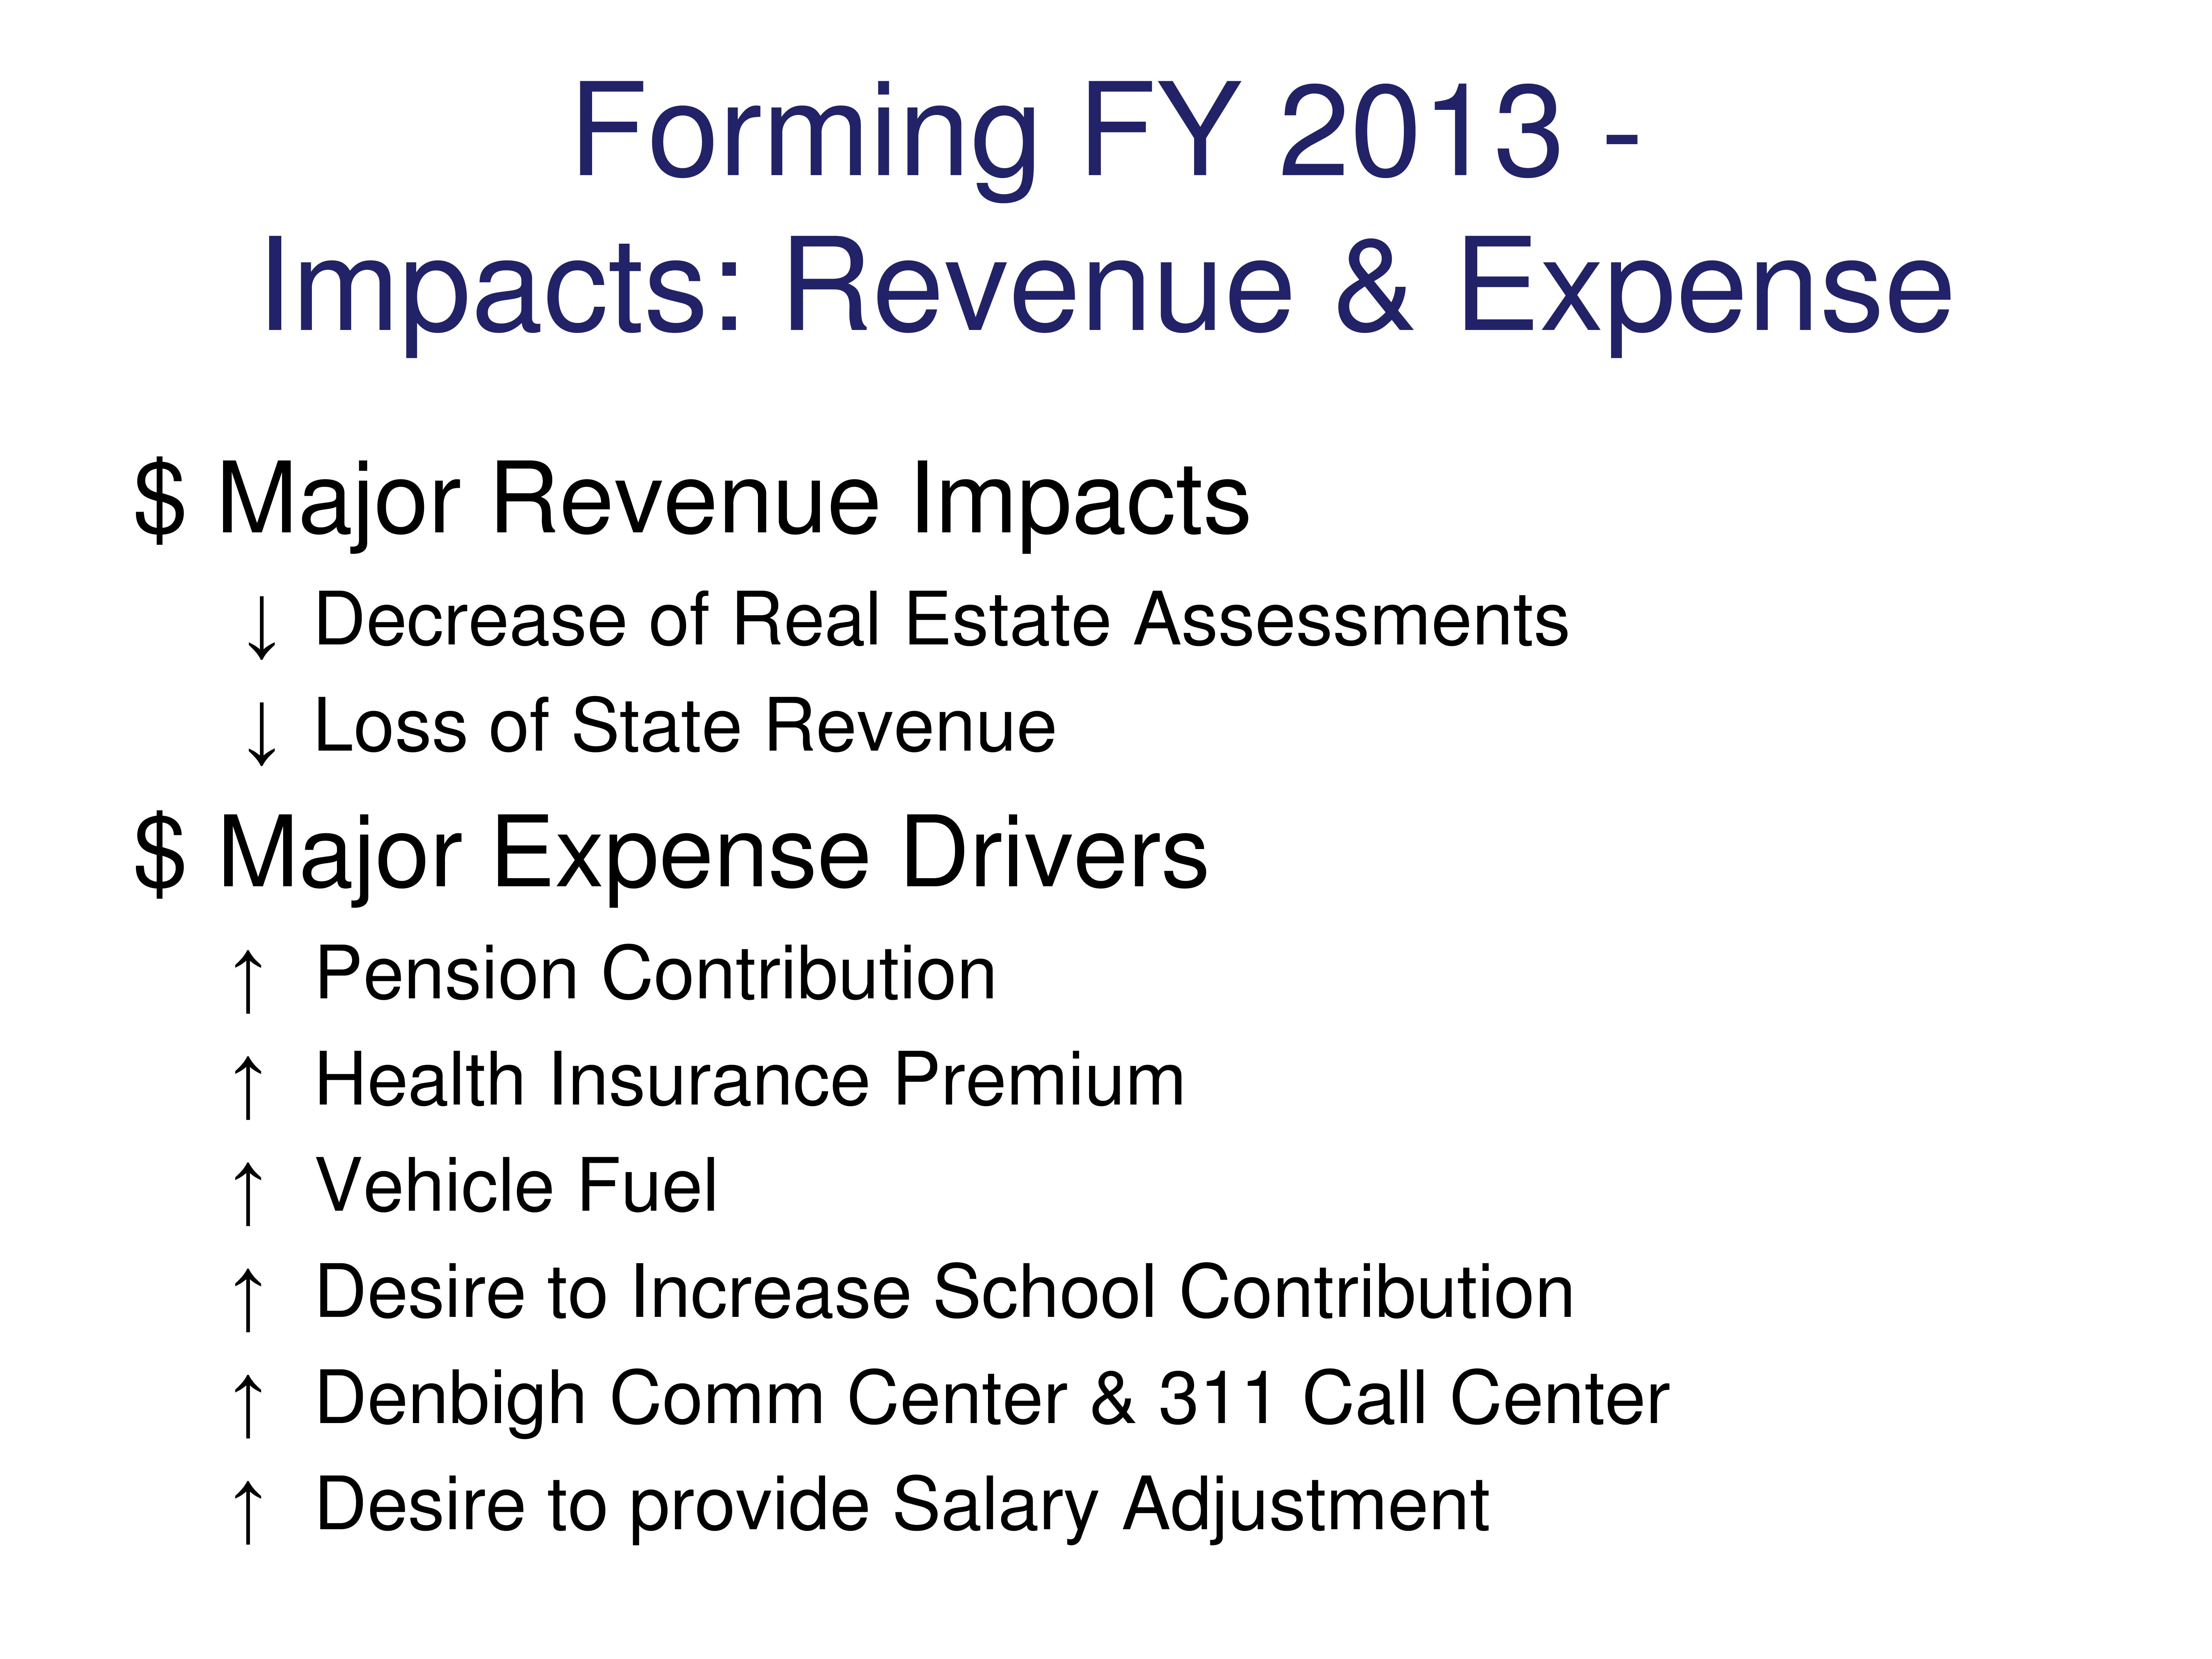 Forming FY 2013 -
Impacts: Revenue & Expense
$ Major Revenue Impacts
↓ Decrease of Real Estate Assessments
↓ Loss of State Revenue
$ Major Expense Drivers
↑ Pension Contribution
↑ Health Insurance Premium
↑ Vehicle Fuel
↑ Desire to Increase School Contribution
↑ Denbigh Comm Center & 311 Call Center
↑ Desire to provide Salary Adjustment